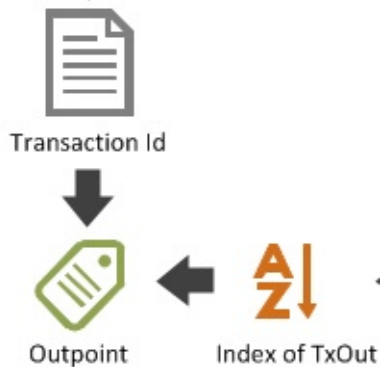 Transaction Id
A
Z
Outpoint
Index of TxOut